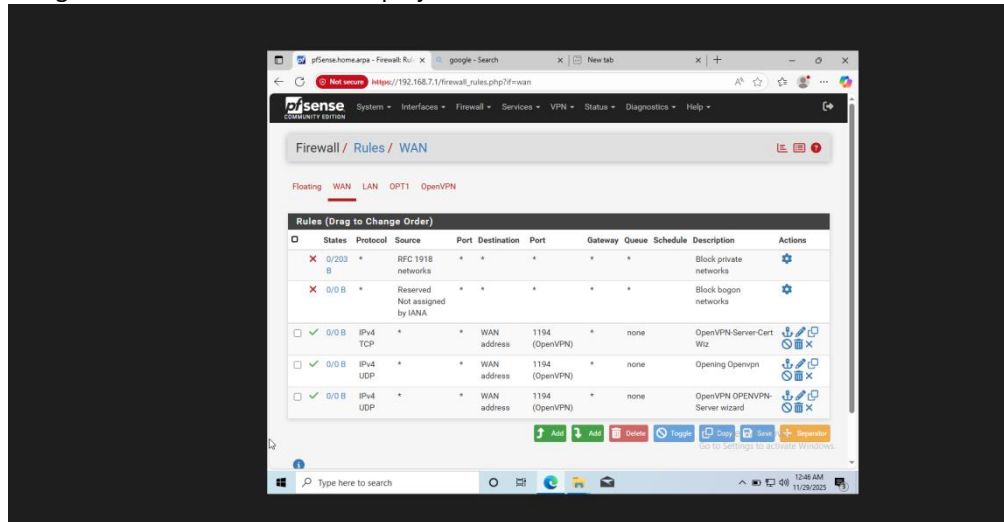 pfSense.home.arpa - Firewall: Rul
google - Search
New tab
Not secure https://192.168.7.1/firewall_rules.php?if=wan
pfsense COMMUNITY EDITION
System Interfaces Firewall Services VPN Status Diagnostics Help
Firewall / Rules / WAN
Floating WAN LAN OPT1 OpenVPN
Rules (Drag to Change Order)
States Protocol Source Port Destination Port Gateway Queue Schedule Description Actions
0/203 B * RFC 1918 networks * * * * * Block private networks
0/0 B * Reserved Not assigned by IANA * * * * * Block bogon networks
0/0 B IPv4 TCP * * WAN address 1194 (OpenVPN) * none OpenVPN-Server-Cert Wiz
0/0 B IPv4 UDP * * WAN address 1194 (OpenVPN) * none Opening Openvpn
0/0 B IPv4 UDP * * WAN address 1194 (OpenVPN) * none OpenVPN OPENVPN-Server wizard
Add Add Delete Toggle Copy Save Separator
Go to Settings to activate Windows.
Type here to search
12:46 AM
11/29/2025